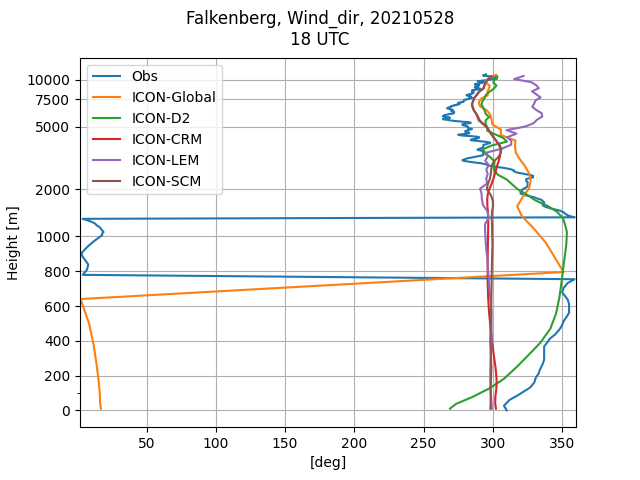 Falkenberg, Wind_dir, 20210528
18 UTC
Obs
ICON-Global
ICON-D2
ICON-CRM
ICON-LEM
ICON-SCM
10000
7500
5000
2000
1000
800
600
400
200
0
Height [m]
50 100 150 200 250 300 350
[deg]